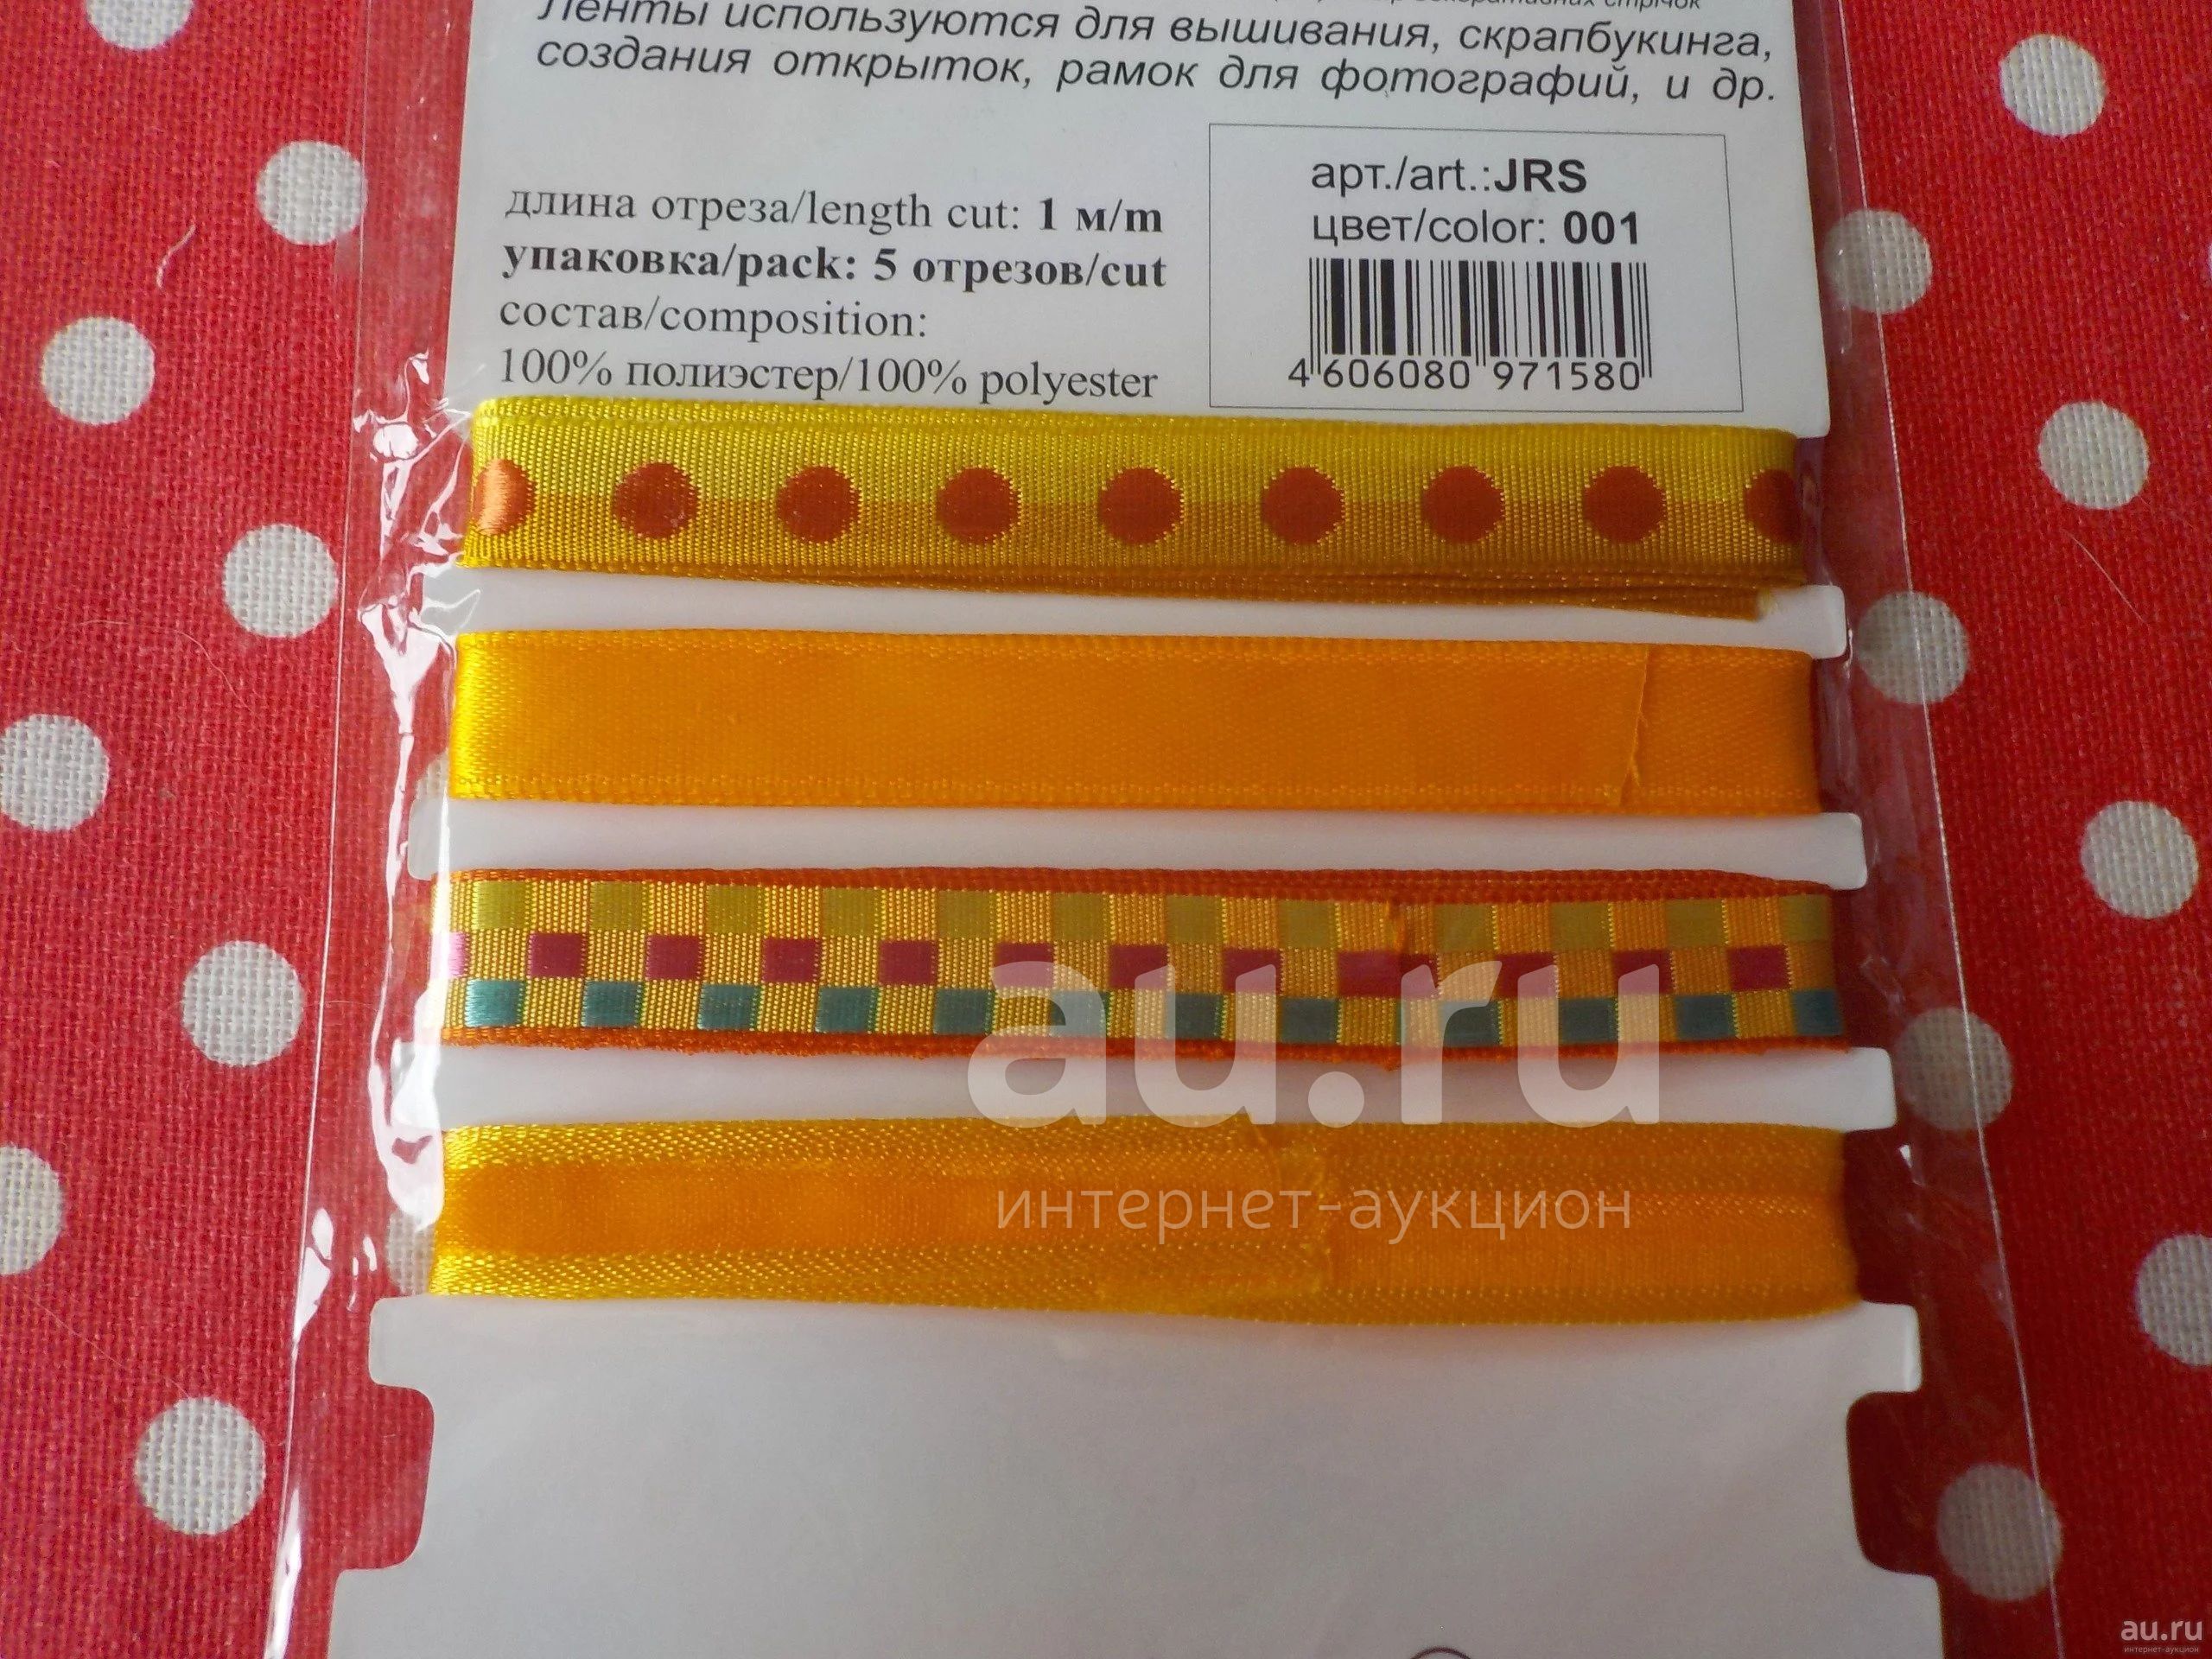 декоративних стрічок
Ленты используются для вышивания, скрапбукинга,
создания открыток, рамок для фотографий, и др.
арт./art.:JRS
цвет/color: 001
4 606080 971580
длина отреза/length cut: 1 м/m
упаковка/pack: 5 отрезов/cut
состав/composition:
100% полиэстер/100% polyester
au.ru
интернет-аукцион
au.ru
интернет-аукцион